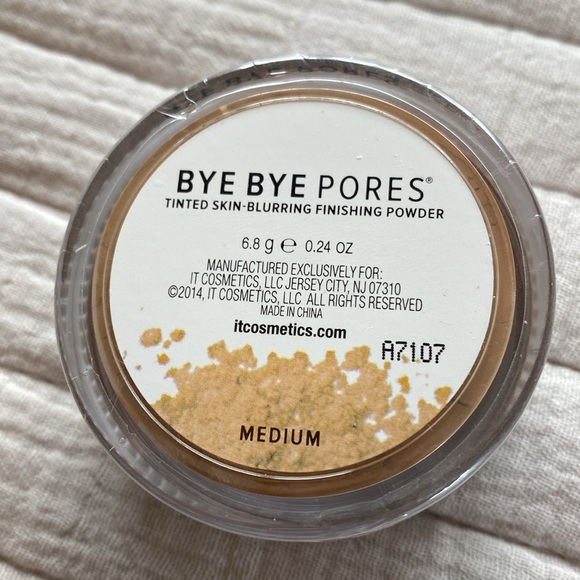 BYE BYE PORES®
TINTED SKIN-BLURRING FINISHING POWDER
6.8 g ℮ 0.24 OZ
MANUFACTURED EXCLUSIVELY FOR:
IT COSMETICS, LLC JERSEY CITY, NJ 07310
©2014, IT COSMETICS, LLC ALL RIGHTS RESERVED
MADE IN CHINA
itcosmetics.com
A7107
MEDIUM